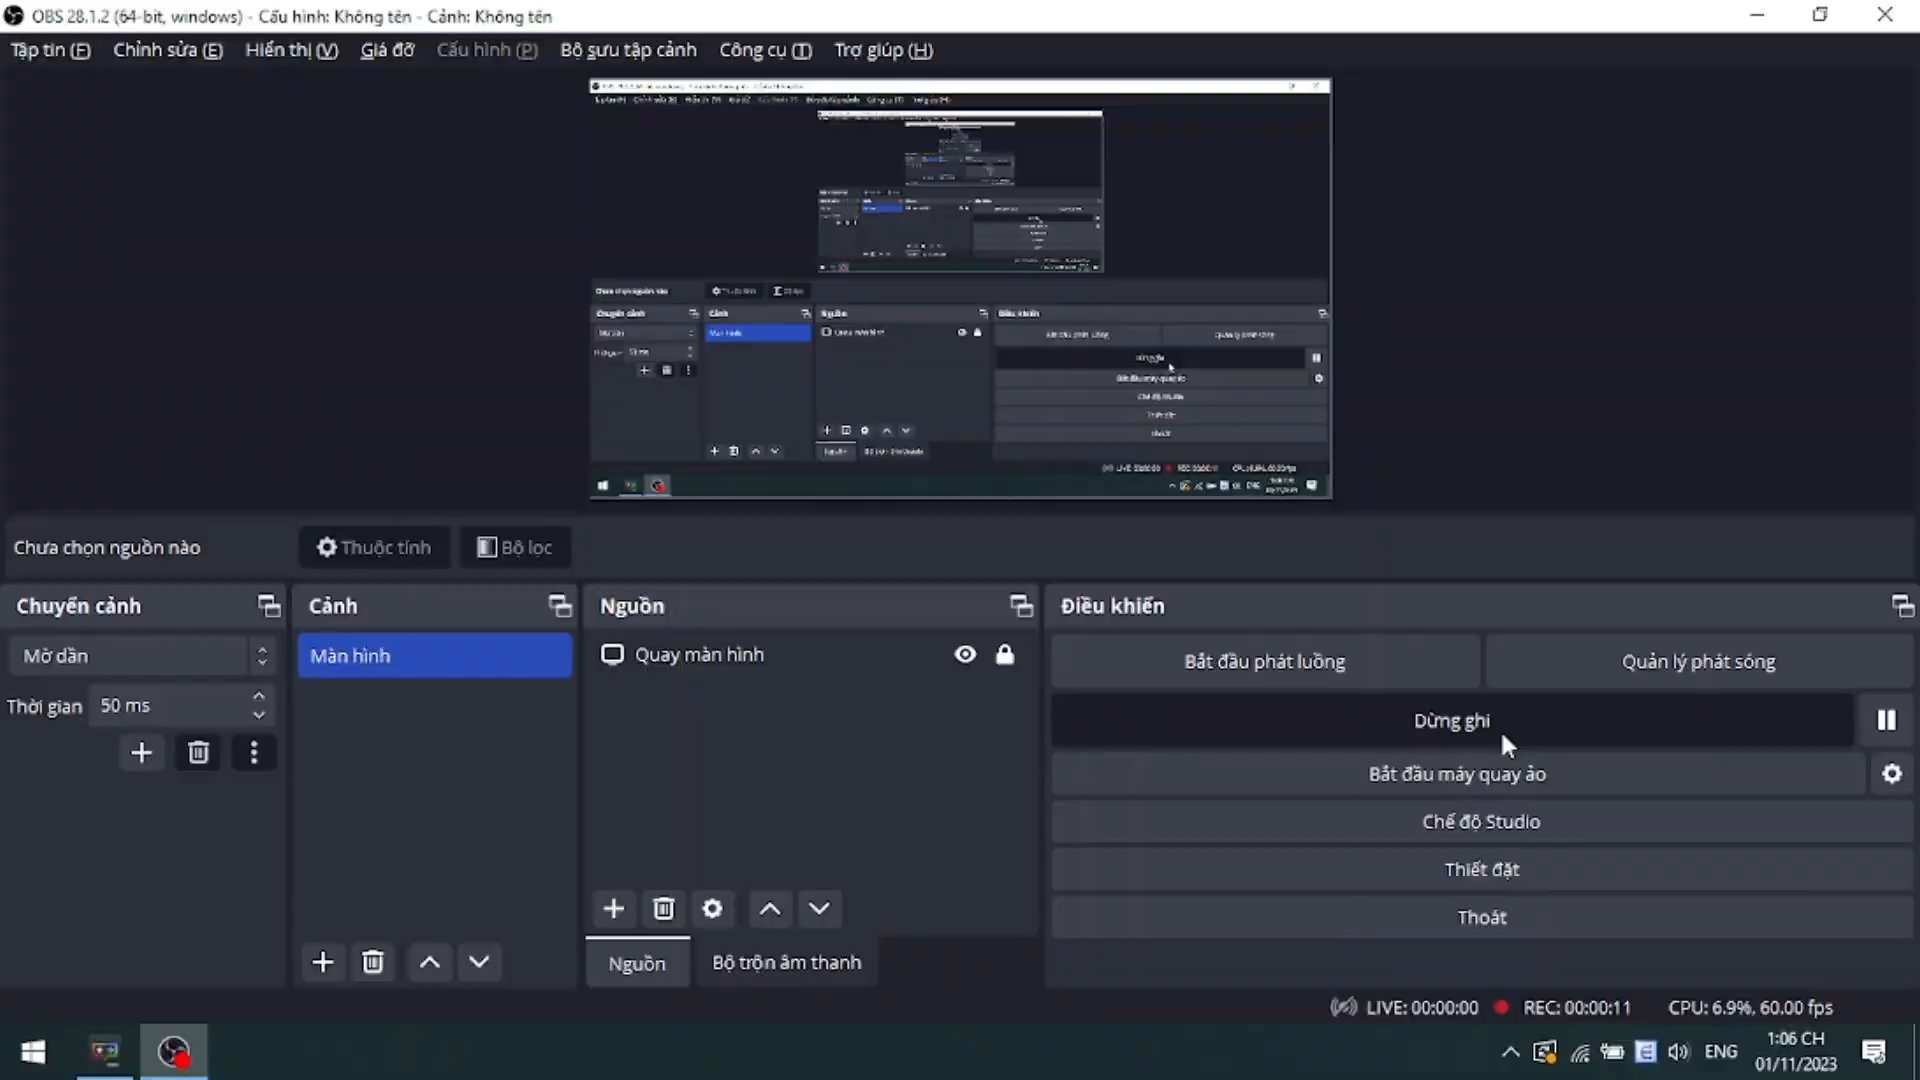 OBS 28.1.2 (64-bit, windows) - Cấu hình: Không tên - Cảnh: Không tên
Tập tin (E) Chỉnh sửa (E) Hiển thị (V) Giá đỡ Cấu hình (P) Bộ sưu tập cảnh Công cụ (T) Trợ giúp (H)
Chưa chọn nguồn nào Thuộc tính Bộ lọc
Chuyển cảnh Cảnh Nguồn Điều khiển
Mờ dần Màn hình Quay màn hình Bắt đầu phát luồng Quản lý phát sóng
Thời gian 50 ms
Dừng ghi
Bắt đầu máy quay ảo
Chế độ Studio
Thiết đặt
Thoát
Nguồn Bộ trộn âm thanh
LIVE: 00:00:00 REC: 00:00:11 CPU: 6.9%, 60.00 fps
ENG 1:06 CH
01/11/2023